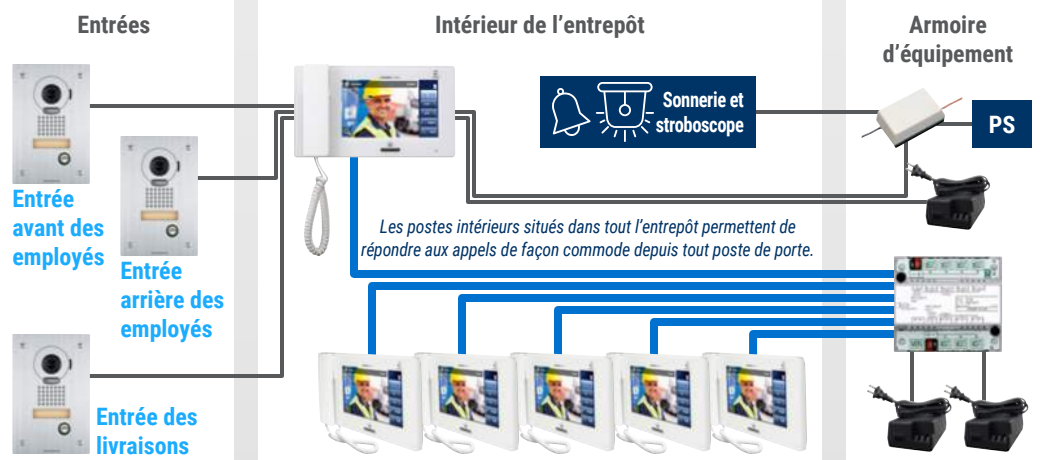 Entrées
Intérieur de l’entrepôt
Armoire
d’équipement
Sonnerie et
stroboscope
PS
Entrée
avant des
employés
Entrée
arrière des
employés
Les postes intérieurs situés dans tout l’entrepôt permettent de
répondre aux appels de façon commode depuis tout poste de porte.
Entrée des
livraisons